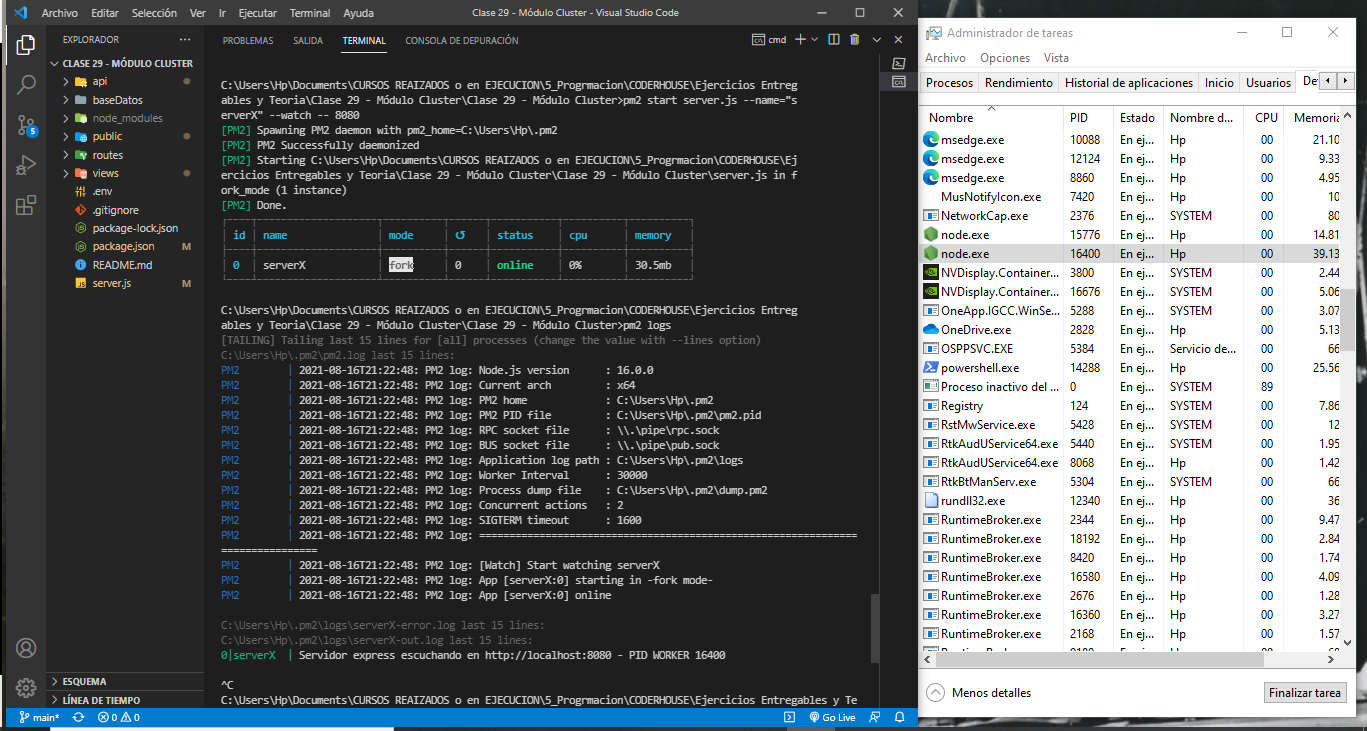 Archivo Editar Selección Ver Ir Ejecutar Terminal Ayuda
Clase 29 - Módulo Cluster - Visual Studio Code
EXPLORADOR
CLASE 29 - MÓDULO CLUSTER
api
baseDatos
node_modules
public
routes
views
.env
.gitignore
package-lock.json
package.json M
README.md
server.js M
ESQUEMA
LÍNEA DE TIEMPO
5
PROBLEMAS SALIDA TERMINAL CONSOLA DE DEPURACIÓN
cmd
C:\Users\Hp\Documents\CURSOS REAIZADOS o en EJECUCION\5_Progrmacion\CODERHOUSE\Ejercicios Entreg
ables y Teoria\Clase 29 - Módulo Cluster\Clase 29 - Módulo Cluster>pm2 start server.js --name="s
erverX" --watch -- 8080
[PM2] Spawning PM2 daemon with pm2_home=C:\Users\Hp\.pm2
[PM2] PM2 Successfully daemonized
[PM2] Starting C:\Users\Hp\Documents\CURSOS REAIZADOS o en EJECUCION\5_Progrmacion\CODERHOUSE\Ej
ercicios Entregables y Teoria\Clase 29 - Módulo Cluster\Clase 29 - Módulo Cluster\server.js in f
ork_mode (1 instance)
[PM2] Done.
id name mode ↺ status cpu memory
0 serverX fork 0 online 0% 30.5mb
C:\Users\Hp\Documents\CURSOS REAIZADOS o en EJECUCION\5_Progrmacion\CODERHOUSE\Ejercicios Entreg
ables y Teoria\Clase 29 - Módulo Cluster\Clase 29 - Módulo Cluster>pm2 logs
[TAILING] Tailing last 15 lines for [all] processes (change the value with --lines option)
C:\Users\Hp\.pm2\pm2.log last 15 lines:
PM2 | 2021-08-16T21:22:48: PM2 log: Node.js version : 16.0.0
PM2 | 2021-08-16T21:22:48: PM2 log: Current arch : x64
PM2 | 2021-08-16T21:22:48: PM2 log: PM2 home : C:\Users\Hp\.pm2
PM2 | 2021-08-16T21:22:48: PM2 log: PM2 PID file : C:\Users\Hp\.pm2\pm2.pid
PM2 | 2021-08-16T21:22:48: PM2 log: RPC socket file : \\.\pipe\rpc.sock
PM2 | 2021-08-16T21:22:48: PM2 log: BUS socket file : \\.\pipe\pub.sock
PM2 | 2021-08-16T21:22:48: PM2 log: Application log path : C:\Users\Hp\.pm2\logs
PM2 | 2021-08-16T21:22:48: PM2 log: Worker Interval : 30000
PM2 | 2021-08-16T21:22:48: PM2 log: Process dump file : C:\Users\Hp\.pm2\dump.pm2
PM2 | 2021-08-16T21:22:48: PM2 log: Concurrent actions : 2
PM2 | 2021-08-16T21:22:48: PM2 log: SIGTERM timeout : 1600
PM2 | 2021-08-16T21:22:48: PM2 log: ===============================================================
================
PM2 | 2021-08-16T21:22:48: PM2 log: [Watch] Start watching serverX
PM2 | 2021-08-16T21:22:48: PM2 log: App [serverX:0] starting in -fork mode-
PM2 | 2021-08-16T21:22:48: PM2 log: App [serverX:0] online
C:\Users\Hp\.pm2\logs\serverX-error.log last 15 lines:
C:\Users\Hp\.pm2\logs\serverX-out.log last 15 lines:
0|serverX | Servidor express escuchando en http://localhost:8080 - PID WORKER 16400
^C
C:\Users\Hp\Documents\CURSOS REAIZADOS o en EJECUCION\5_Progrmacion\CODERHOUSE\Ejercicios Entregables y Te
main* 0 0 Go Live
Administrador de tareas
Archivo Opciones Vista
Procesos Rendimiento Historial de aplicaciones Inicio Usuarios De
Nombre PID Estado Nombre d... CPU Memoria
msedge.exe 10088 En ej... Hp 00 21.10
msedge.exe 12124 En ej... Hp 00 9.33
msedge.exe 8860 En ej... Hp 00 4.95
MusNotifyIcon.exe 7420 En ej... Hp 00 10
NetworkCap.exe 2376 En ej... SYSTEM 00 80
node.exe 15776 En ej... Hp 00 14.81
node.exe 16400 En ej... Hp 00 39.13
NVDisplay.Container... 3800 En ej... SYSTEM 00 2.44
NVDisplay.Container... 16676 En ej... SYSTEM 00 5.06
OneApp.IGCC.WinSe... 5288 En ej... SYSTEM 00 3.07
OneDrive.exe 2828 En ej... Hp 00 5.13
OSPPSVC.EXE 5384 En ej... Servicio de... 00 66
powershell.exe 14288 En ej... Hp 00 25.56
Proceso inactivo del ... 0 En ej... SYSTEM 89
Registry 124 En ej... SYSTEM 00 7.86
RstMwService.exe 5428 En ej... SYSTEM 00 12
RtkAudUService64.exe 5440 En ej... SYSTEM 00 1.95
RtkAudUService64.exe 8068 En ej... Hp 00 1.42
RtkBtManServ.exe 5304 En ej... SYSTEM 00 66
rundll32.exe 12340 En ej... Hp 00 36
RuntimeBroker.exe 2344 En ej... Hp 00 9.47
RuntimeBroker.exe 18192 En ej... Hp 00 2.84
RuntimeBroker.exe 8420 En ej... Hp 00 1.74
RuntimeBroker.exe 16580 En ej... Hp 00 4.09
RuntimeBroker.exe 2676 En ej... Hp 00 1.28
RuntimeBroker.exe 16360 En ej... Hp 00 3.27
RuntimeBroker.exe 2168 En ej... Hp 00 1.57
Menos detalles
Finalizar tarea